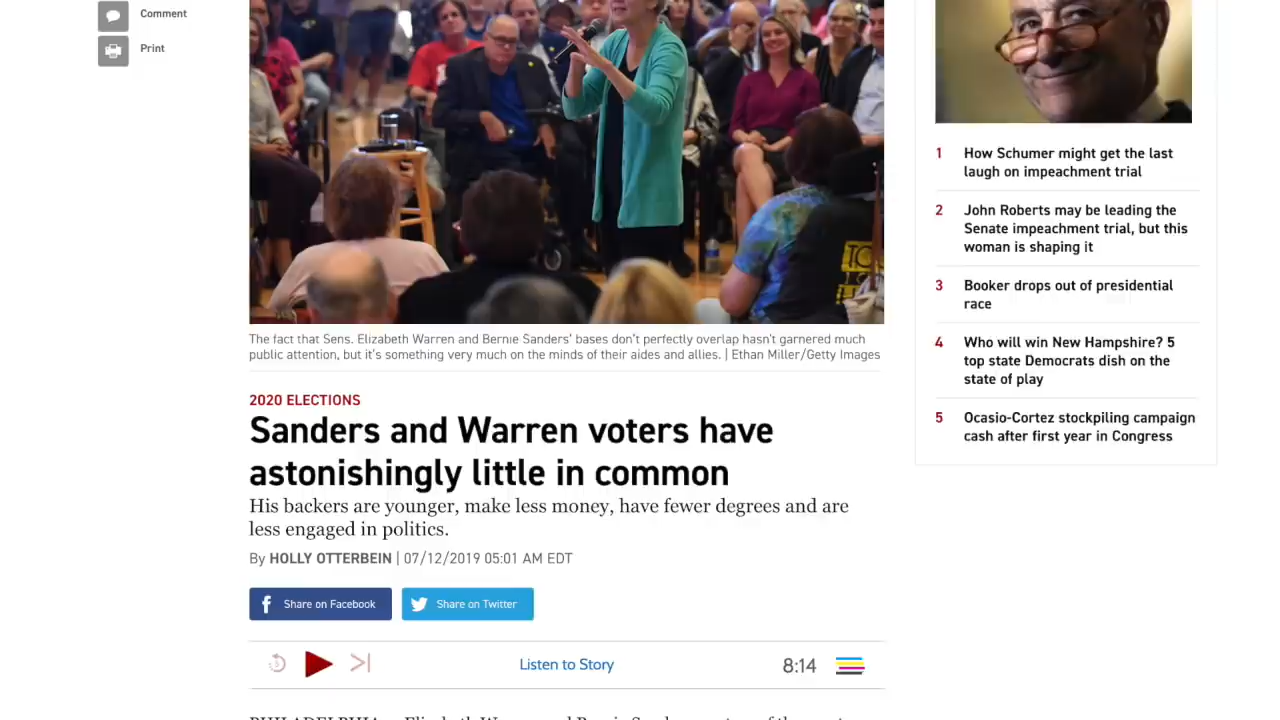 Comment
Print
The fact that Sens. Elizabeth Warren and Bernie Sanders' bases don't perfectly overlap hasn't garnered much
public attention, but it's something very much on the minds of their aides and allies. | Ethan Miller/Getty Images
2020 ELECTIONS
Sanders and Warren voters have
astonishingly little in common
His backers are younger, make less money, have fewer degrees and are
less engaged in politics.
By HOLLY OTTERBEIN | 07/12/2019 05:01 AM EDT
Share on Facebook
Share on Twitter
Listen to Story
8:14
1 How Schumer might get the last
laugh on impeachment trial
2 John Roberts may be leading the
Senate impeachment trial, but this
woman is shaping it
3 Booker drops out of presidential
race
4 Who will win New Hampshire? 5
top state Democrats dish on the
state of play
5 Ocasio-Cortez stockpiling campaign
cash after first year in Congress